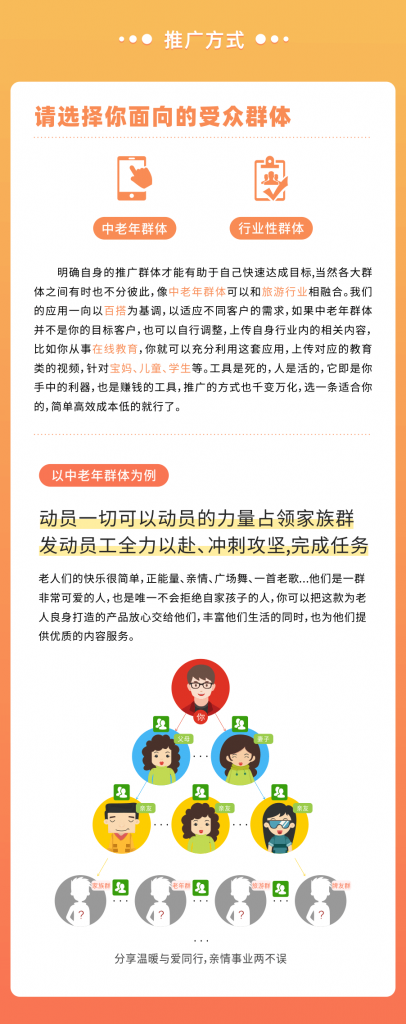 推广方式
请选择你面向的受众群体
中老年群体
行业性群体
明确自身的推广群体才能有助于自己快速达成目标,当然各大群
体之间有时也不分彼此,像中老年群体可以和旅游行业相融合。我们
的应用一向以百搭为基调,以适应不同客户的需求,如果中老年群体
并不是你的目标客户,也可以自行调整,上传自身行业内的相关内容,
比如你从事在线教育,你就可以充分利用这套应用,上传对应的教育
类的视频,针对宝妈、儿童、学生等。工具是死的,人是活的,它即是你
手中的利器,也是赚钱的工具,推广的方式也千变万化,选一条适合你
的,简单高效成本低的就行了。
以中老年群体为例
动员一切可以动员的力量占领家族群
发动员工全力以赴、冲刺攻坚,完成任务
老人们的快乐很简单,正能量、亲情、广场舞、一首老歌...他们是一群
非常可爱的人,也是唯一不会拒绝自家孩子的人,你可以把这款为老
人良身打造的产品放心交给他们,丰富他们生活的同时,也为他们提
供优质的内容服务。
你
父母
妻子
...
亲友
亲友
亲友
...
...
家族群
老年群
旅游群
牌友群
?
?
?
?
...
...
...
...
分享温暖与爱同行,亲情事业两不误